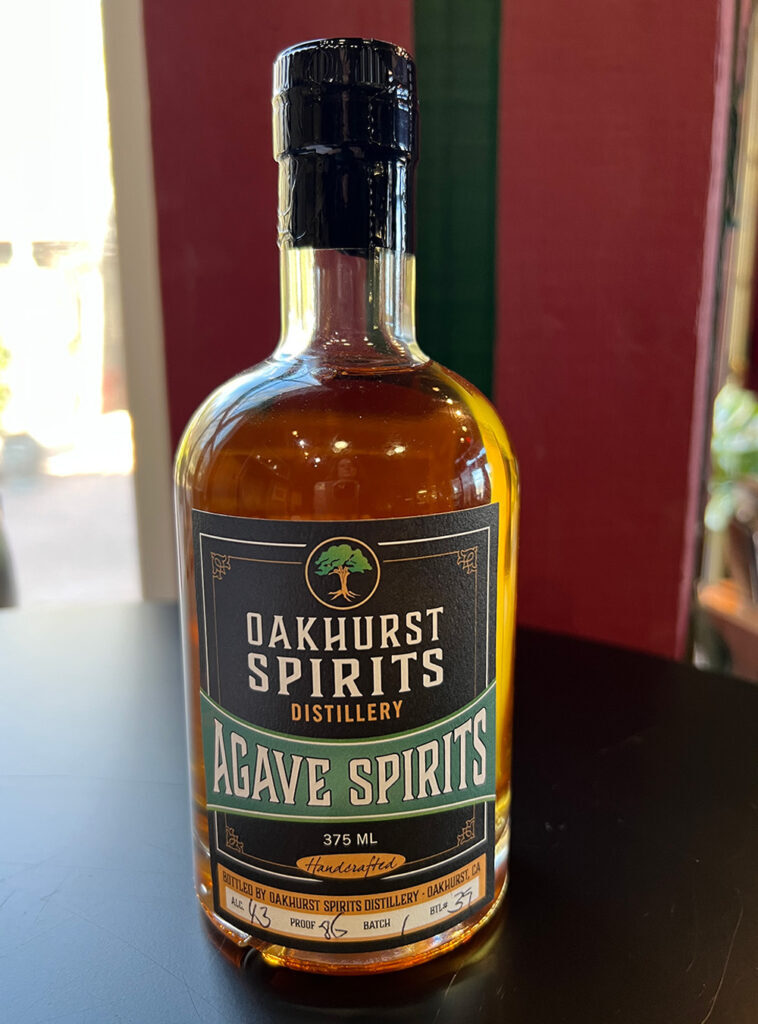 OAKHURST
SPIRITS
DISTILLERY
AGAVE SPIRITS
375 ML
Handcrafted
BOTTLED BY OAKHURST SPIRITS DISTILLERY · OAKHURST, CA
ALC. 43 PROOF 86 BATCH 1 BTL# 39